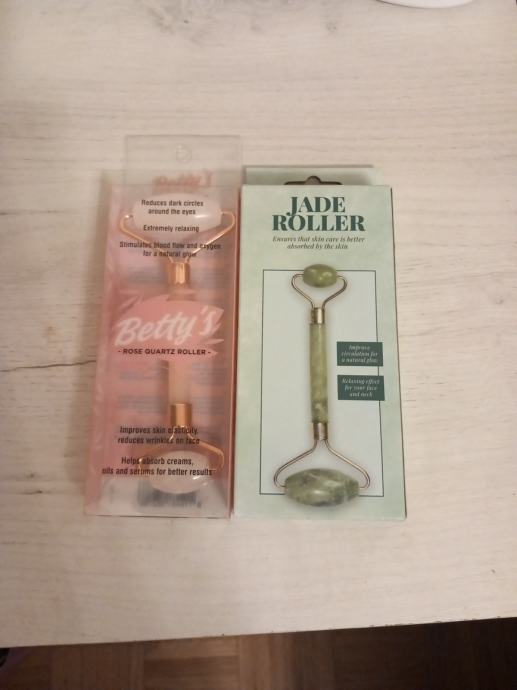 Reduces dark circles
around the eyes
Extremely relaxing
Stimulates blood flow and oxygen
for a natural glow
Betty's
- ROSE QUARTZ ROLLER -
Improves skin elasticity,
reduces wrinkles on face
Helps absorb creams,
oils and serums for better results
JADE
ROLLER
Ensures that skin care is better
absorbed by the skin
Improve
circulation for
a natural glow
Relaxing effect
for your face
and neck